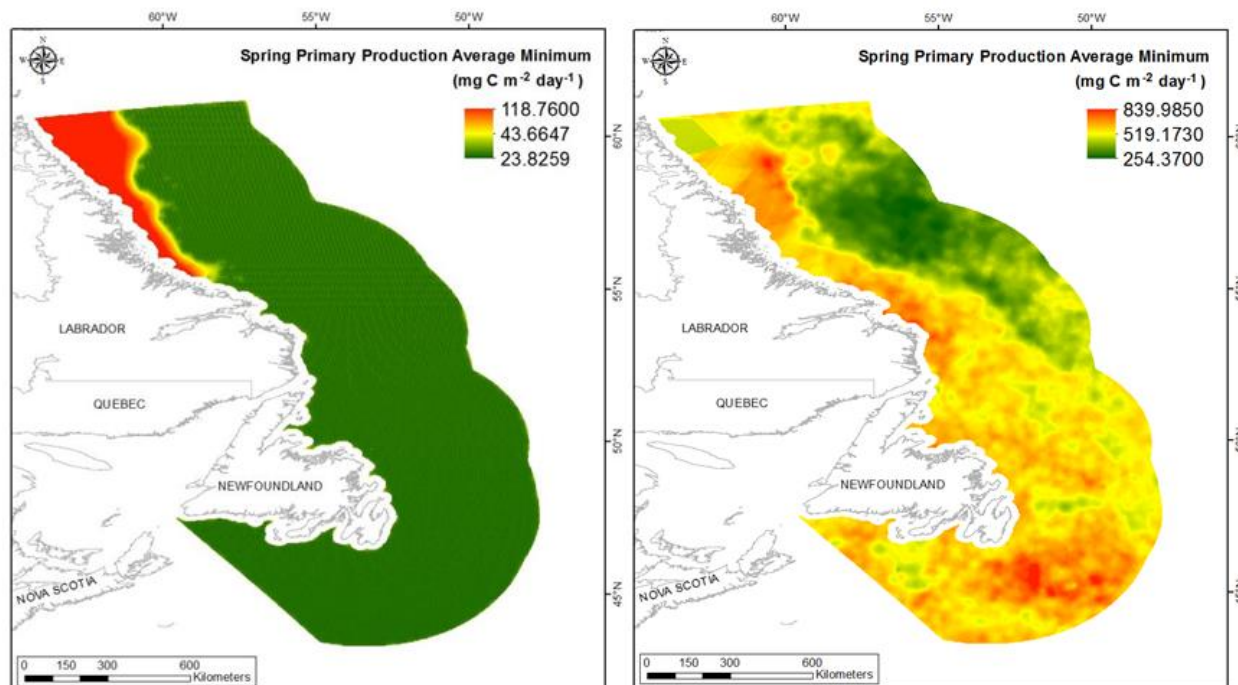 60°W 55°W 50°W
Spring Primary Production Average Minimum
(mg C m⁻² day⁻¹)
118.7600
43.6647
23.8259
N
W E
S
60°N
55°N
50°N
45°N
LABRADOR
QUEBEC
NEWFOUNDLAND
NOVA SCOTIA
0 150 300 600
Kilometers
60°W 55°W 50°W
Spring Primary Production Average Minimum
(mg C m⁻² day⁻¹)
839.9850
519.1730
254.3700
N
W E
S
60°N
50°N
LABRADOR
QUEBEC
NEWFOUNDLAND
NOVA SCOTIA
0 150 300 600
Kilometers